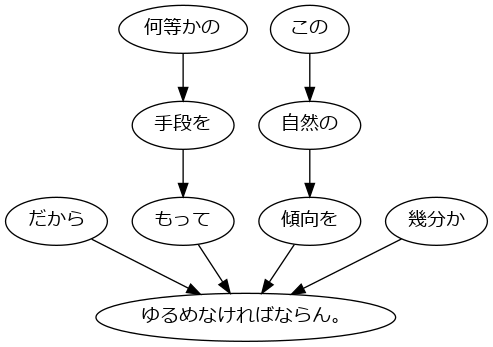 何等かの
この
手段を
自然の
だから
もって
傾向を
幾分か
ゆるめなければならん。